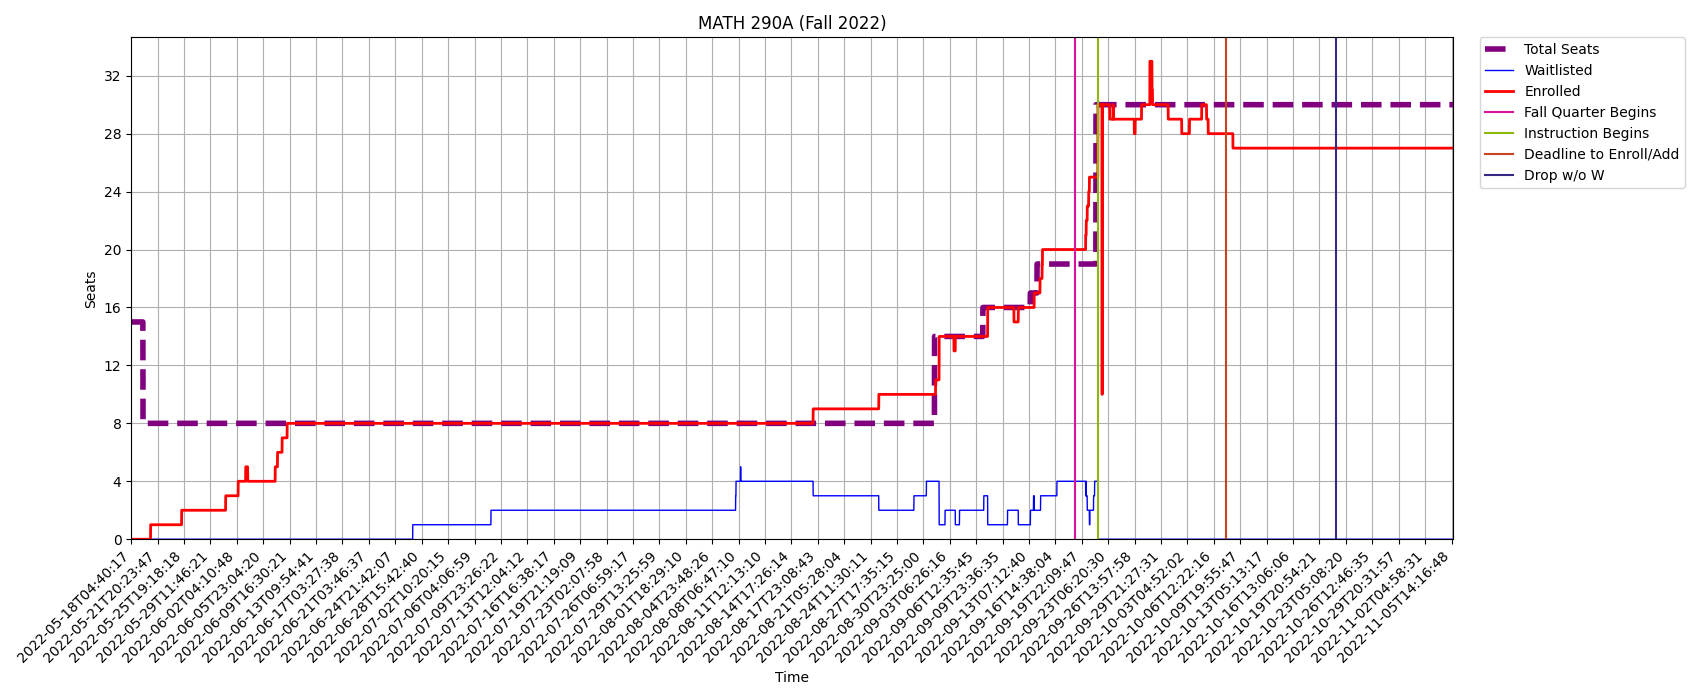 MATH 290A (Fall 2022)
Total Seats
Waitlisted
Enrolled
Fall Quarter Begins
Instruction Begins
Deadline to Enroll/Add
Drop w/o W
Seats
32
28
24
20
16
12
8
4
0
2022-05-18T04:40:17
2022-05-21T20:23:47
2022-05-25T19:18:18
2022-05-29T11:46:21
2022-06-02T04:10:48
2022-06-05T23:04:20
2022-06-09T16:30:21
2022-06-13T09:54:41
2022-06-17T03:27:38
2022-06-21T03:46:37
2022-06-24T21:42:07
2022-06-28T15:42:40
2022-07-02T10:20:15
2022-07-06T04:06:59
2022-07-09T23:26:22
2022-07-13T12:04:12
2022-07-16T16:38:17
2022-07-19T21:19:09
2022-07-23T02:07:58
2022-07-26T06:59:17
2022-07-29T13:25:59
2022-08-01T18:29:10
2022-08-04T23:48:26
2022-08-08T06:47:10
2022-08-11T12:13:10
2022-08-14T17:26:14
2022-08-17T23:08:43
2022-08-21T05:28:04
2022-08-24T11:30:11
2022-08-27T17:35:15
2022-08-30T23:25:00
2022-09-03T06:26:16
2022-09-06T12:35:45
2022-09-09T23:36:35
2022-09-13T07:12:40
2022-09-16T14:38:04
2022-09-19T22:09:47
2022-09-23T06:20:30
2022-09-26T13:57:58
2022-09-29T21:27:31
2022-10-03T04:52:02
2022-10-06T12:22:16
2022-10-09T19:55:47
2022-10-13T05:13:17
2022-10-16T13:06:06
2022-10-19T20:54:21
2022-10-23T05:08:20
2022-10-26T12:46:35
2022-10-29T20:31:57
2022-11-02T04:58:31
2022-11-05T14:16:48
Time